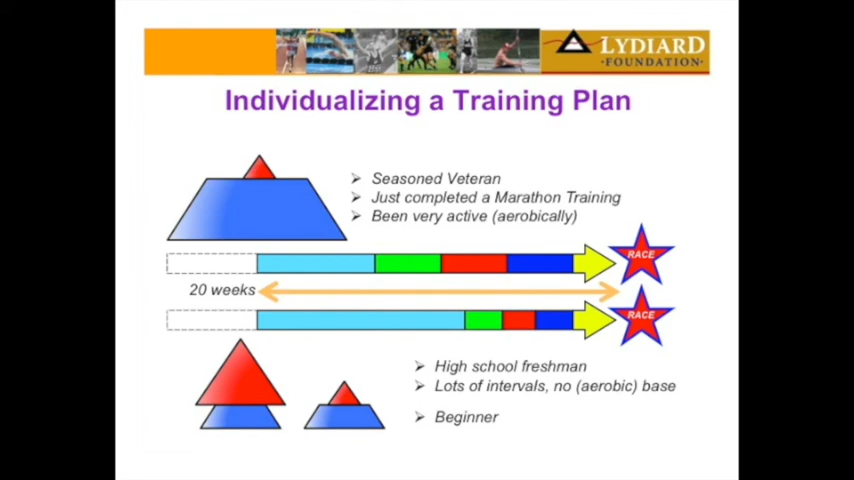 LYDIARD
·FOUNDATION·
Individualizing a Training Plan
Seasoned Veteran
Just completed a Marathon Training
Been very active (aerobically)
RACE
20 weeks
RACE
High school freshman
Lots of intervals, no (aerobic) base
Beginner